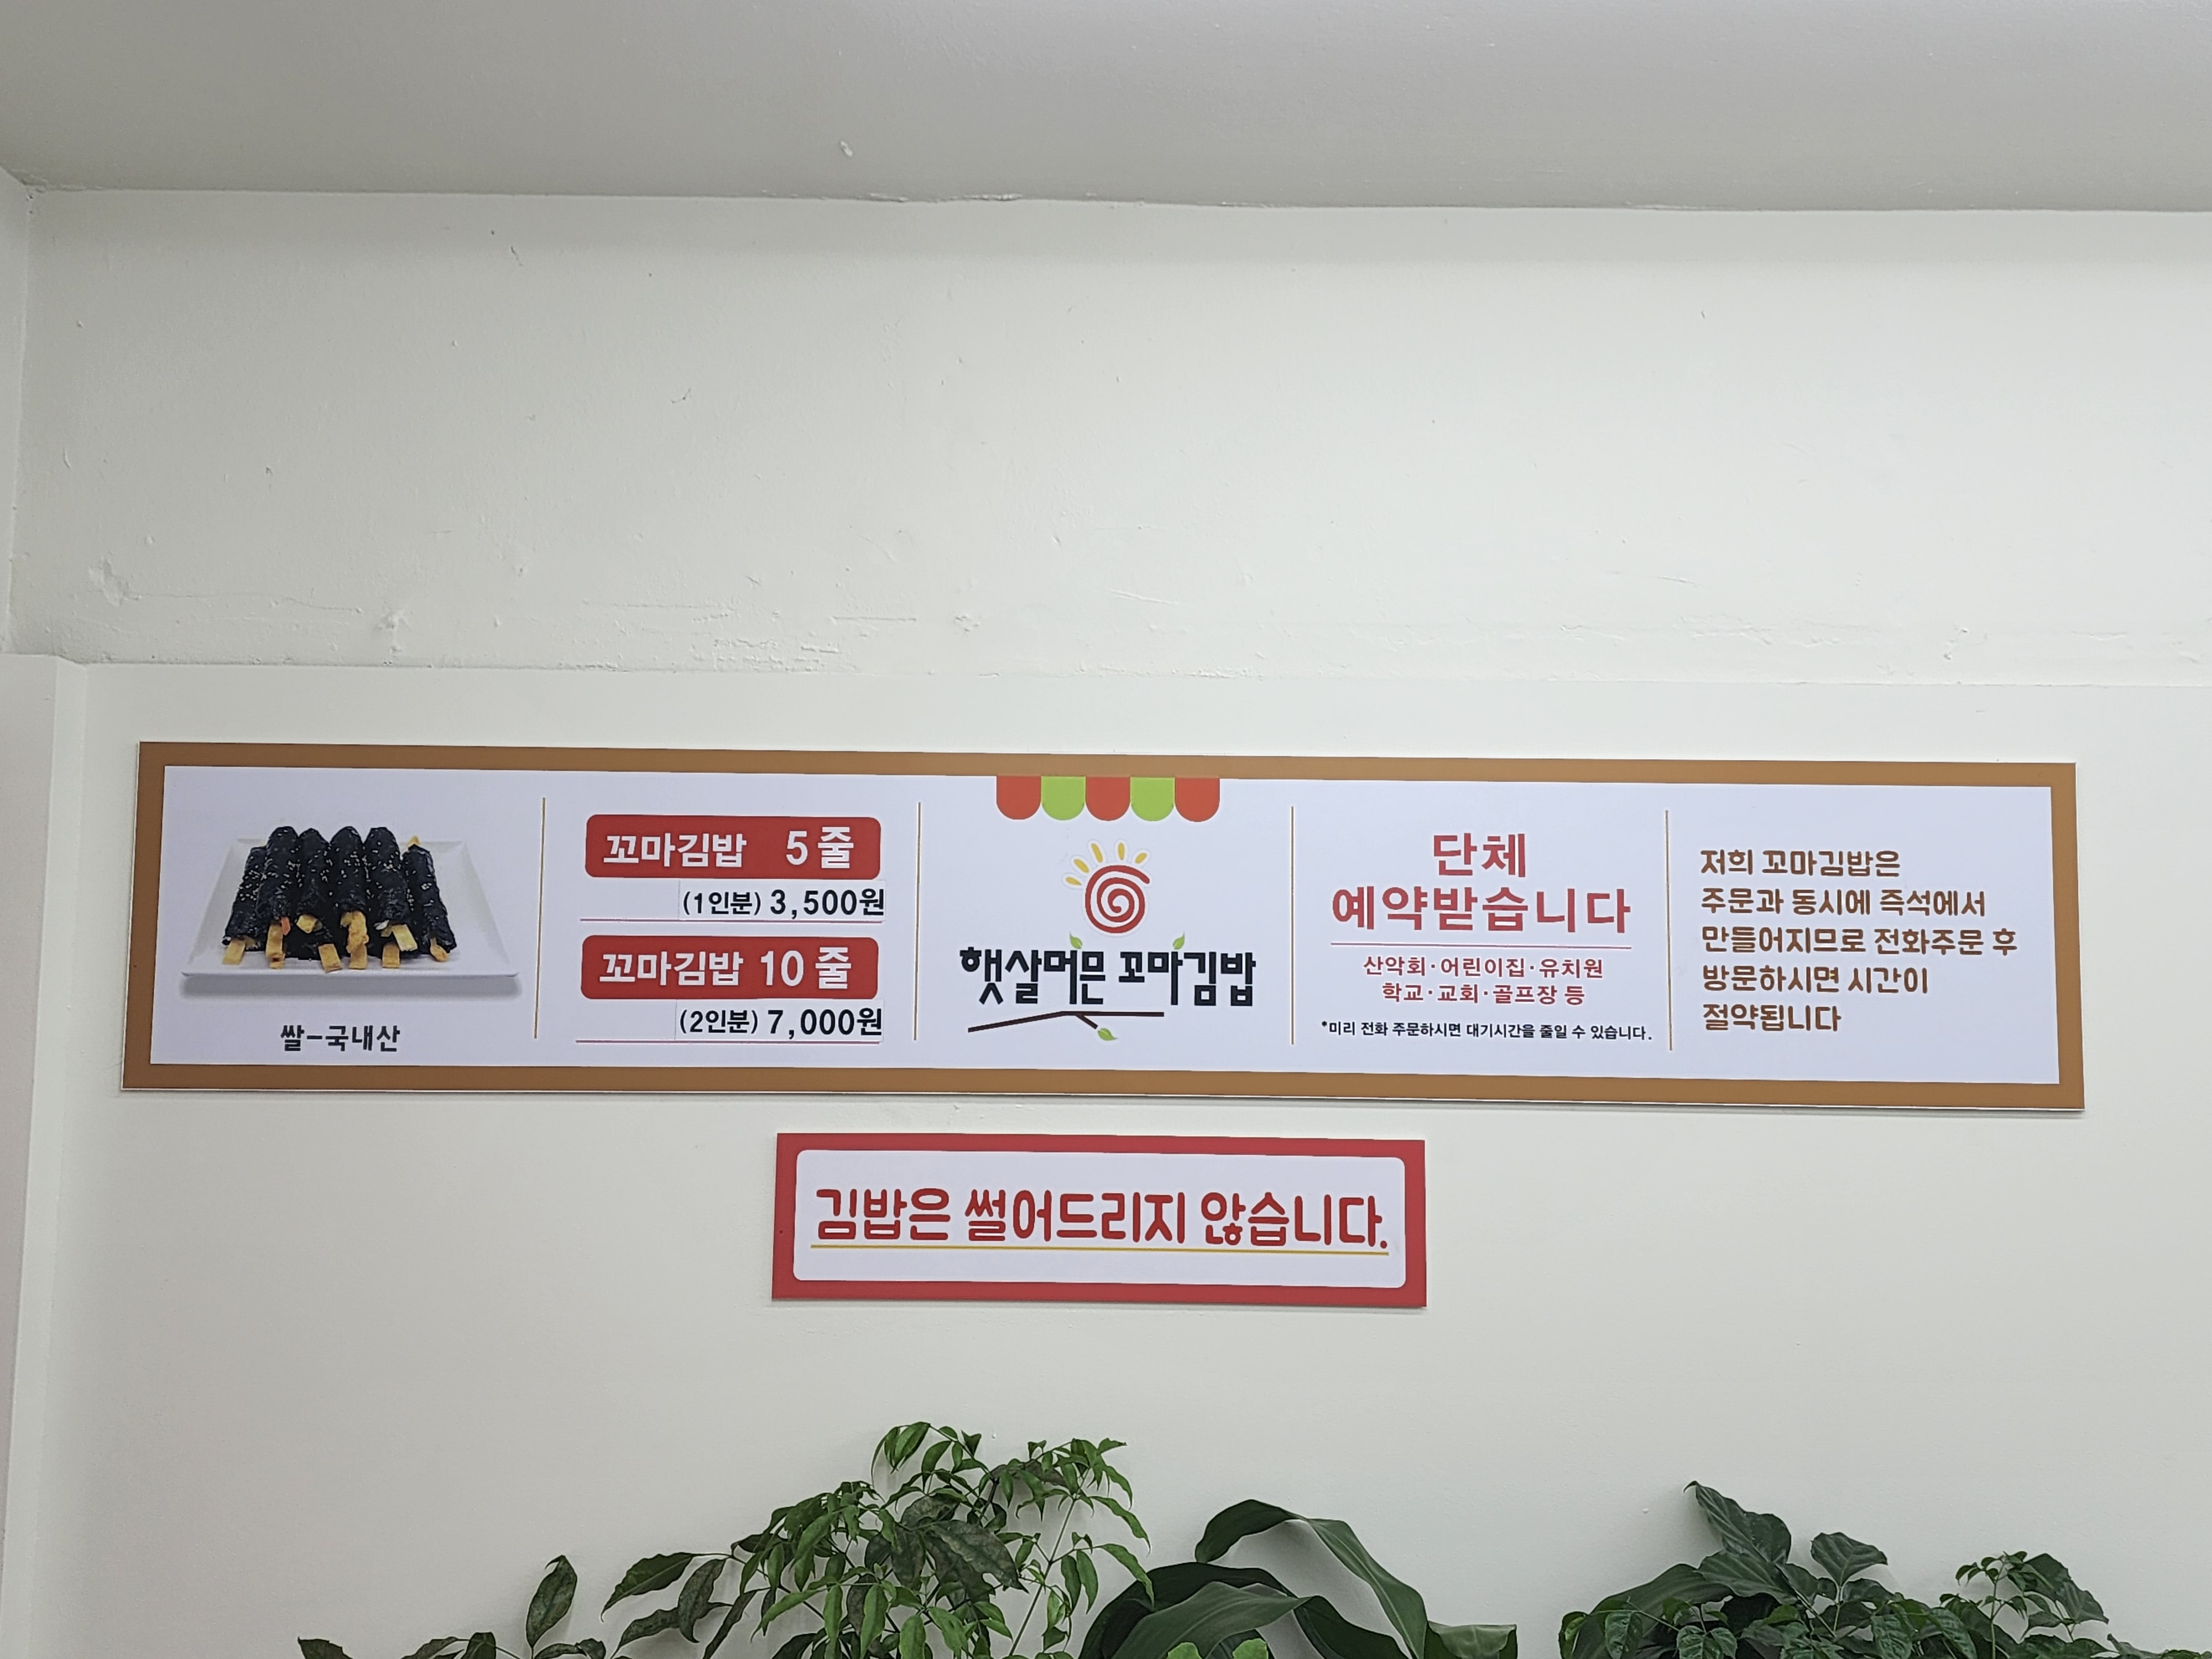 쌀-국내산
꼬마김밥 5 줄
(1인분) 3,500원
꼬마김밥 10 줄
(2인분) 7,000원
햇살머믄 꼬마김밥
단체
예약받습니다
산악회·어린이집·유치원
학교·교회·골프장 등
*미리 전화 주문하시면 대기시간을 줄일 수 있습니다.
저희 꼬마김밥은
주문과 동시에 즉석에서
만들어지므로 전화주문 후
방문하시면 시간이
절약됩니다
김밥은 썰어드리지 않습니다.